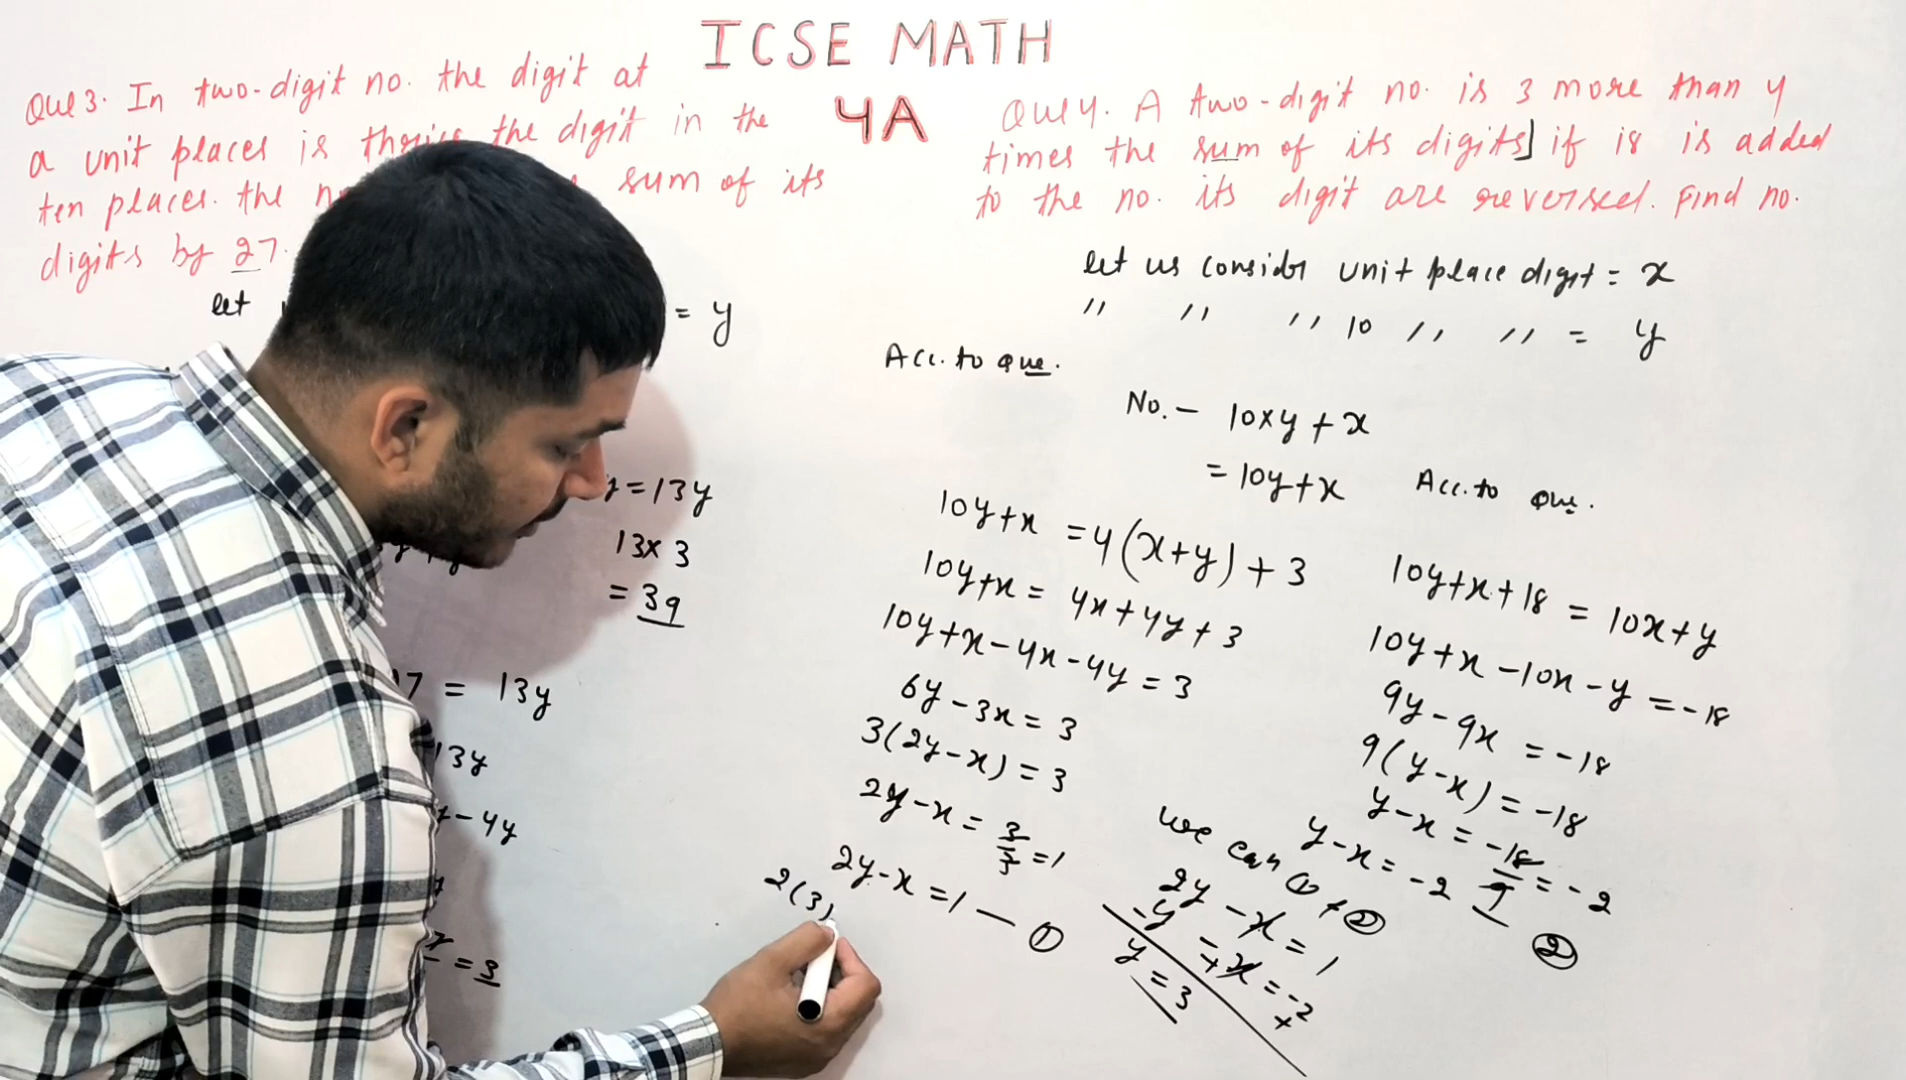 ICSE MATH
4A
Que 3. In two-digit no. the digit at
a unit places is thrice the digit in the
ten places. the sum of its
digits by 27.
let = y
= 13y
13x 3
= 39
= 13y
13y
- 4y
= 3
Que 4. A two-digit no. is 3 more than 4
times the sum of its digits] if 18 is added
to the no. its digit are reversed. Find no.
let us consider unit place digit = x
" " " 10 " " = y
Acc. to que.
No. - 10xy + x
= 10y+x Acc. to que.
10y+x = 4(x+y) + 3
10y+x = 4x+4y+3
10y+x-4x-4y = 3
6y-3x = 3
3(2y-x) = 3
2y-x = 3/3 = 1
2y-x = 1 — ①
2(3)
10y+x+18 = 10x+y
10y+x-10x-y = -18
9y-9x = -18
9(y-x) = -18
y-x = -18/9 = -2
y-x = -2 — ②
we can ① & ②
2y - x = 1
-y + x = -2 +
y = 3